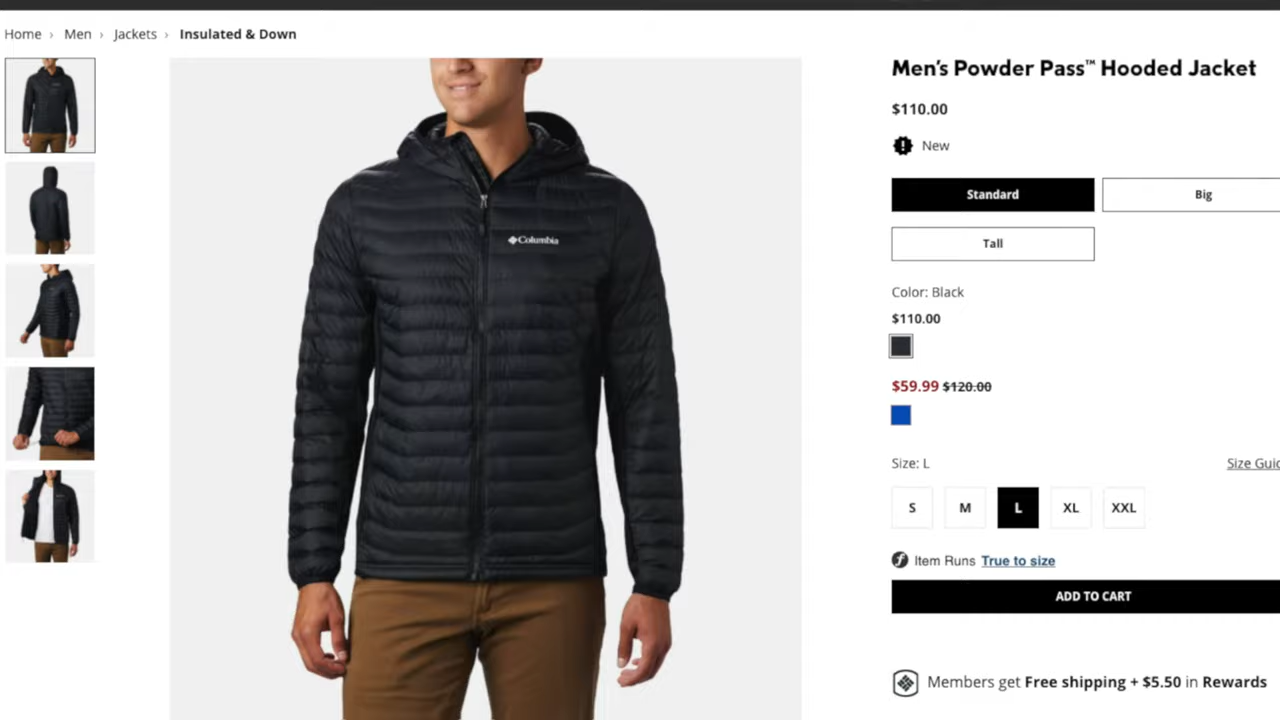 Home › Men › Jackets › Insulated & Down
Men's Powder Pass™ Hooded Jacket
$110.00
New
Standard
Big
Tall
Columbia
Color: Black
$110.00
$59.99 $120.00
Size: L
Size Guid
S
M
L
XL
XXL
Item Runs True to size
ADD TO CART
Members get Free shipping + $5.50 in Rewards